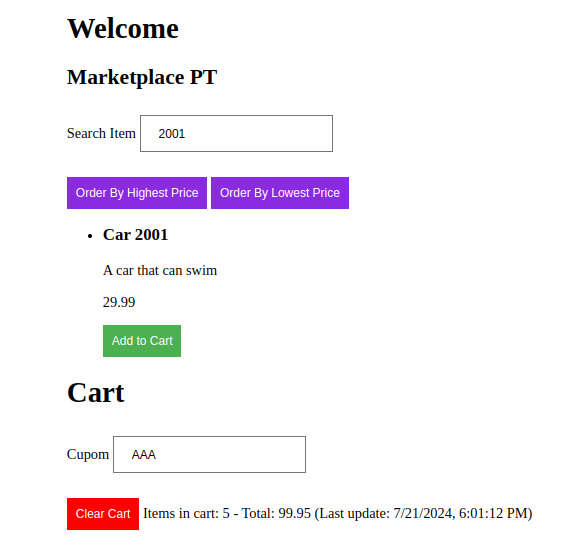 Welcome
Marketplace PT
Search Item 2001
Order By Highest Price Order By Lowest Price
Car 2001
A car that can swim
29.99
Add to Cart
Cart
Cupom AAA
Clear Cart Items in cart: 5 - Total: 99.95 (Last update: 7/21/2024, 6:01:12 PM)